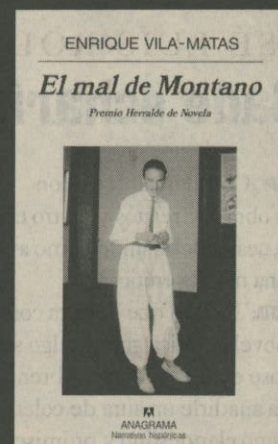 ENRIQUE VILA-MATAS
El mal de Montano
Premio Herralde de Novela
ANAGRAMA
Narrativas hispánicas